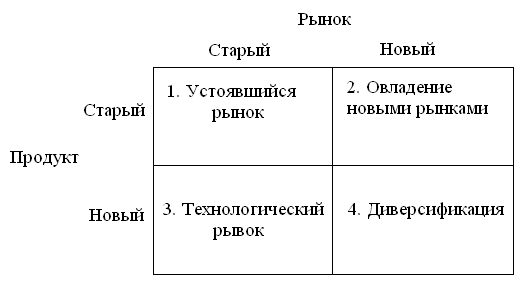 Рынок
Старый
Новый
Продукт
Старый
1. Устоявшийся
рынок
2. Овладение
новыми рынками
Новый
3. Технологический
рывок
4. Диверсификация